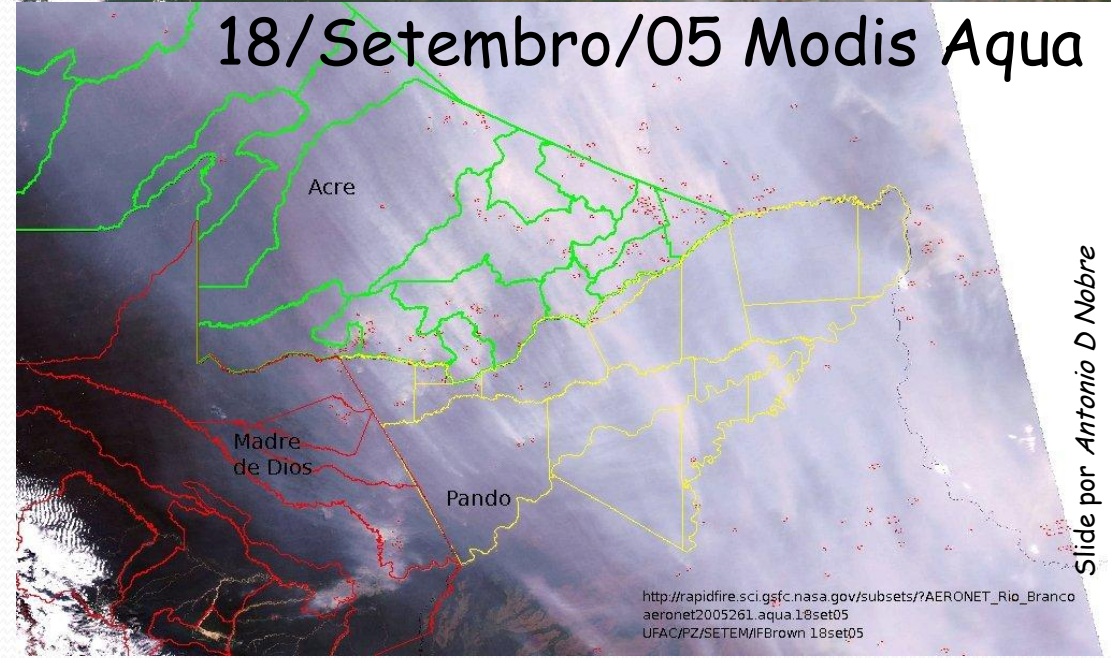 18/Setembro/05 Modis Aqua
Acre
Madre
de Dios
Pando
http://rapidfire.sci.gsfc.nasa.gov/subsets/?AERONET_Rio_Branco
aeronet2005261.aqua.18set05
UFAC/PZ/SETEM/IFBrown 18set05
Slide por Antonio D Nobre